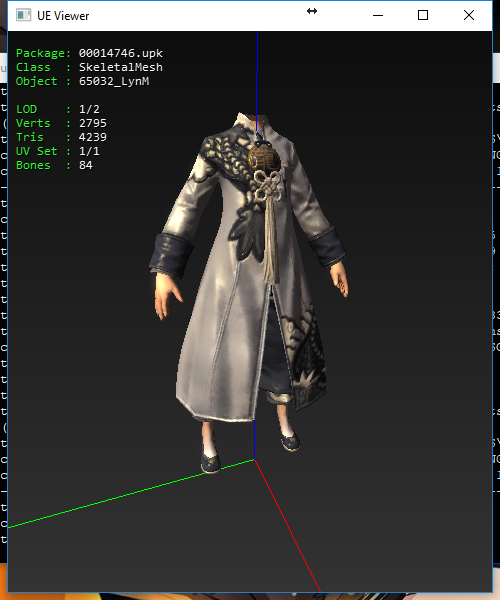 UE Viewer
Package: 00014746.upk
Class  : SkeletalMesh
Object : 65032_LynM
LOD    : 1/2
Verts  : 2795
Tris   : 4239
UV Set : 1/1
Bones  : 84